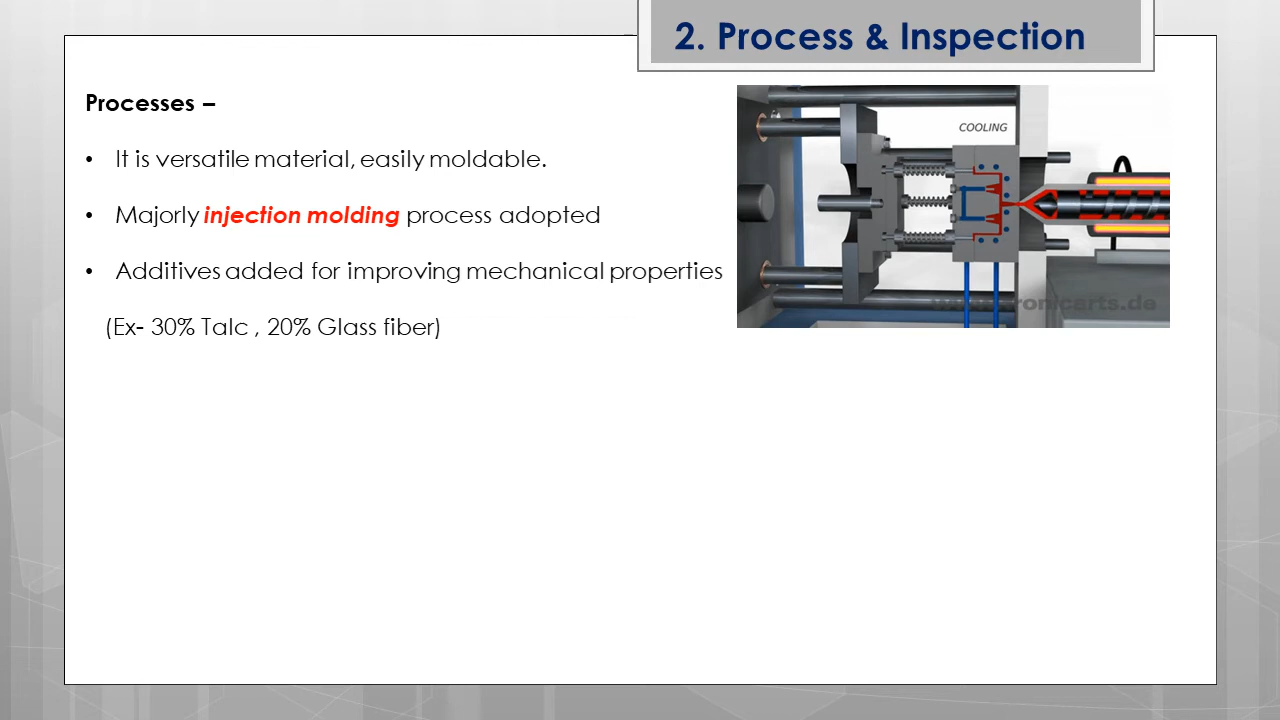 2. Process & Inspection
Processes –
• It is versatile material, easily moldable.
• Majorly injection molding process adopted
• Additives added for improving mechanical properties
(Ex- 30% Talc , 20% Glass fiber)
COOLING